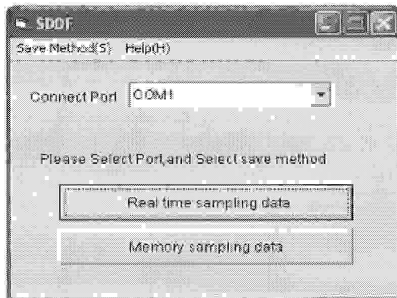 SDOF
Save Method(S) Help(H)
Connect Port COM1
Please Select Port,and Select save method
Real time sampling data
Memory sampling data